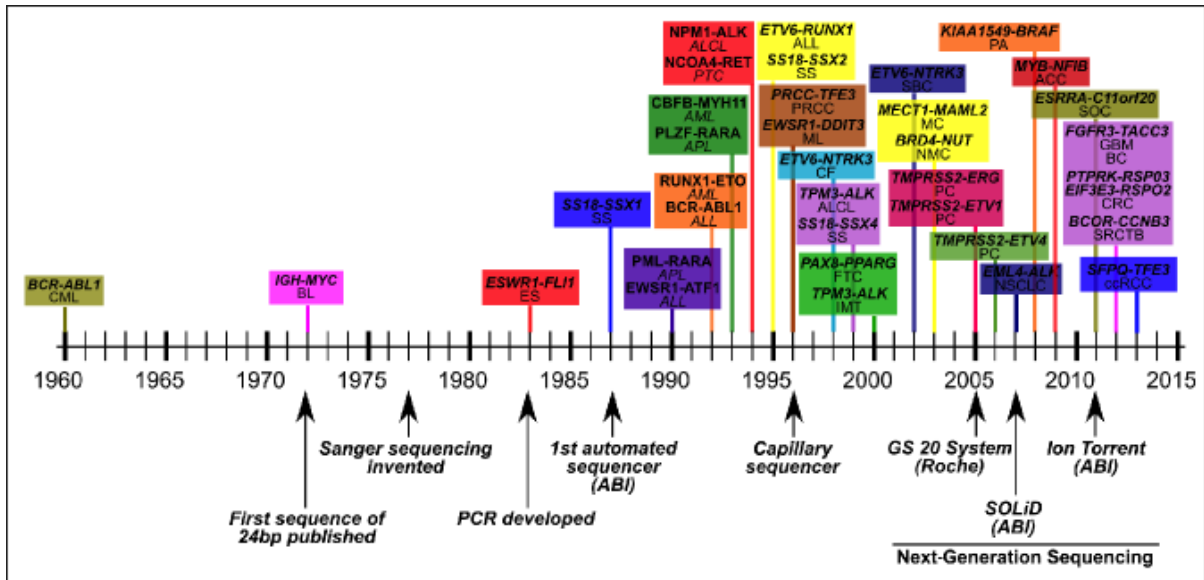 BCR-ABL1
CML
IGH-MYC
BL
ESWR1-FLI1
ES
SS18-SSX1
SS
PML-RARA
APL
EWSR1-ATF1
ALL
RUNX1-ETO
AML
BCR-ABL1
ALL
CBFB-MYH11
AML
PLZF-RARA
APL
NPM1-ALK
ALCL
NCOA4-RET
PTC
ETV6-RUNX1
ALL
SS18-SSX2
SS
PRCC-TFE3
PRCC
EWSR1-DDIT3
ML
ETV6-NTRK3
CF
TPM3-ALK
ALCL
SS18-SSX4
SS
PAX8-PPARG
FTC
TPM3-ALK
IMT
ETV6-NTRK3
SBC
MECT1-MAML2
MC
BRD4-NUT
NMC
TMPRSS2-ERG
PC
TMPRSS2-ETV1
PC
TMPRSS2-ETV4
PC
EML4-ALK
NSCLC
KIAA1549-BRAF
PA
MYB-NFIB
ACC
ESRRA-C11orf20
SOC
FGFR3-TACC3
GBM
BC
PTPRK-RSP03
EIF3E3-RSPO2
CRC
BCOR-CCNB3
SRCTB
SFPQ-TFE3
ccRCC
1960 1965 1970 1975 1980 1985 1990 1995 2000 2005 2010 2015
First sequence of
24bp published
Sanger sequencing
invented
PCR developed
1st automated
sequencer
(ABI)
Capillary
sequencer
GS 20 System
(Roche)
SOLiD
(ABI)
Ion Torrent
(ABI)
Next-Generation Sequencing